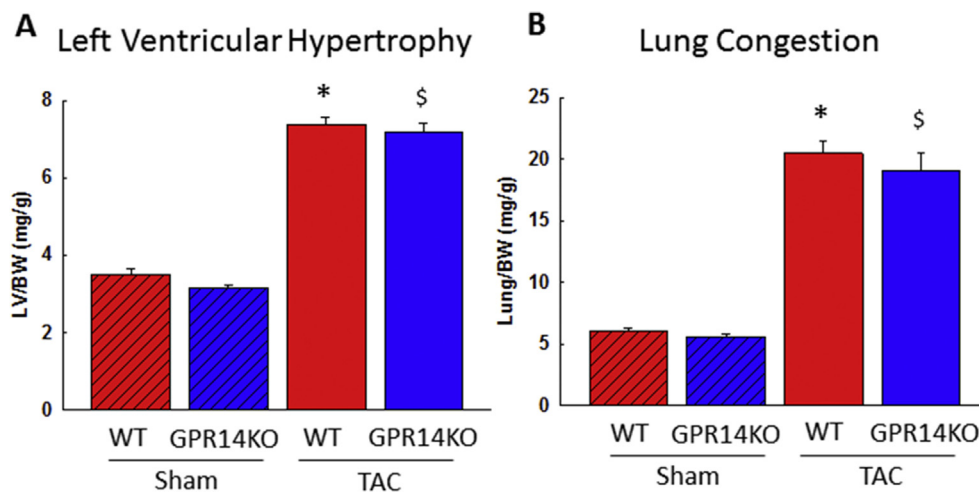 A Left Ventricular Hypertrophy
LV/BW (mg/g)
8
6
4
2
0
*
$
WT GPR14KO WT GPR14KO
Sham TAC
B Lung Congestion
Lung/BW (mg/g)
25
20
15
10
5
0
*
$
WT GPR14KO WT GPR14KO
Sham TAC